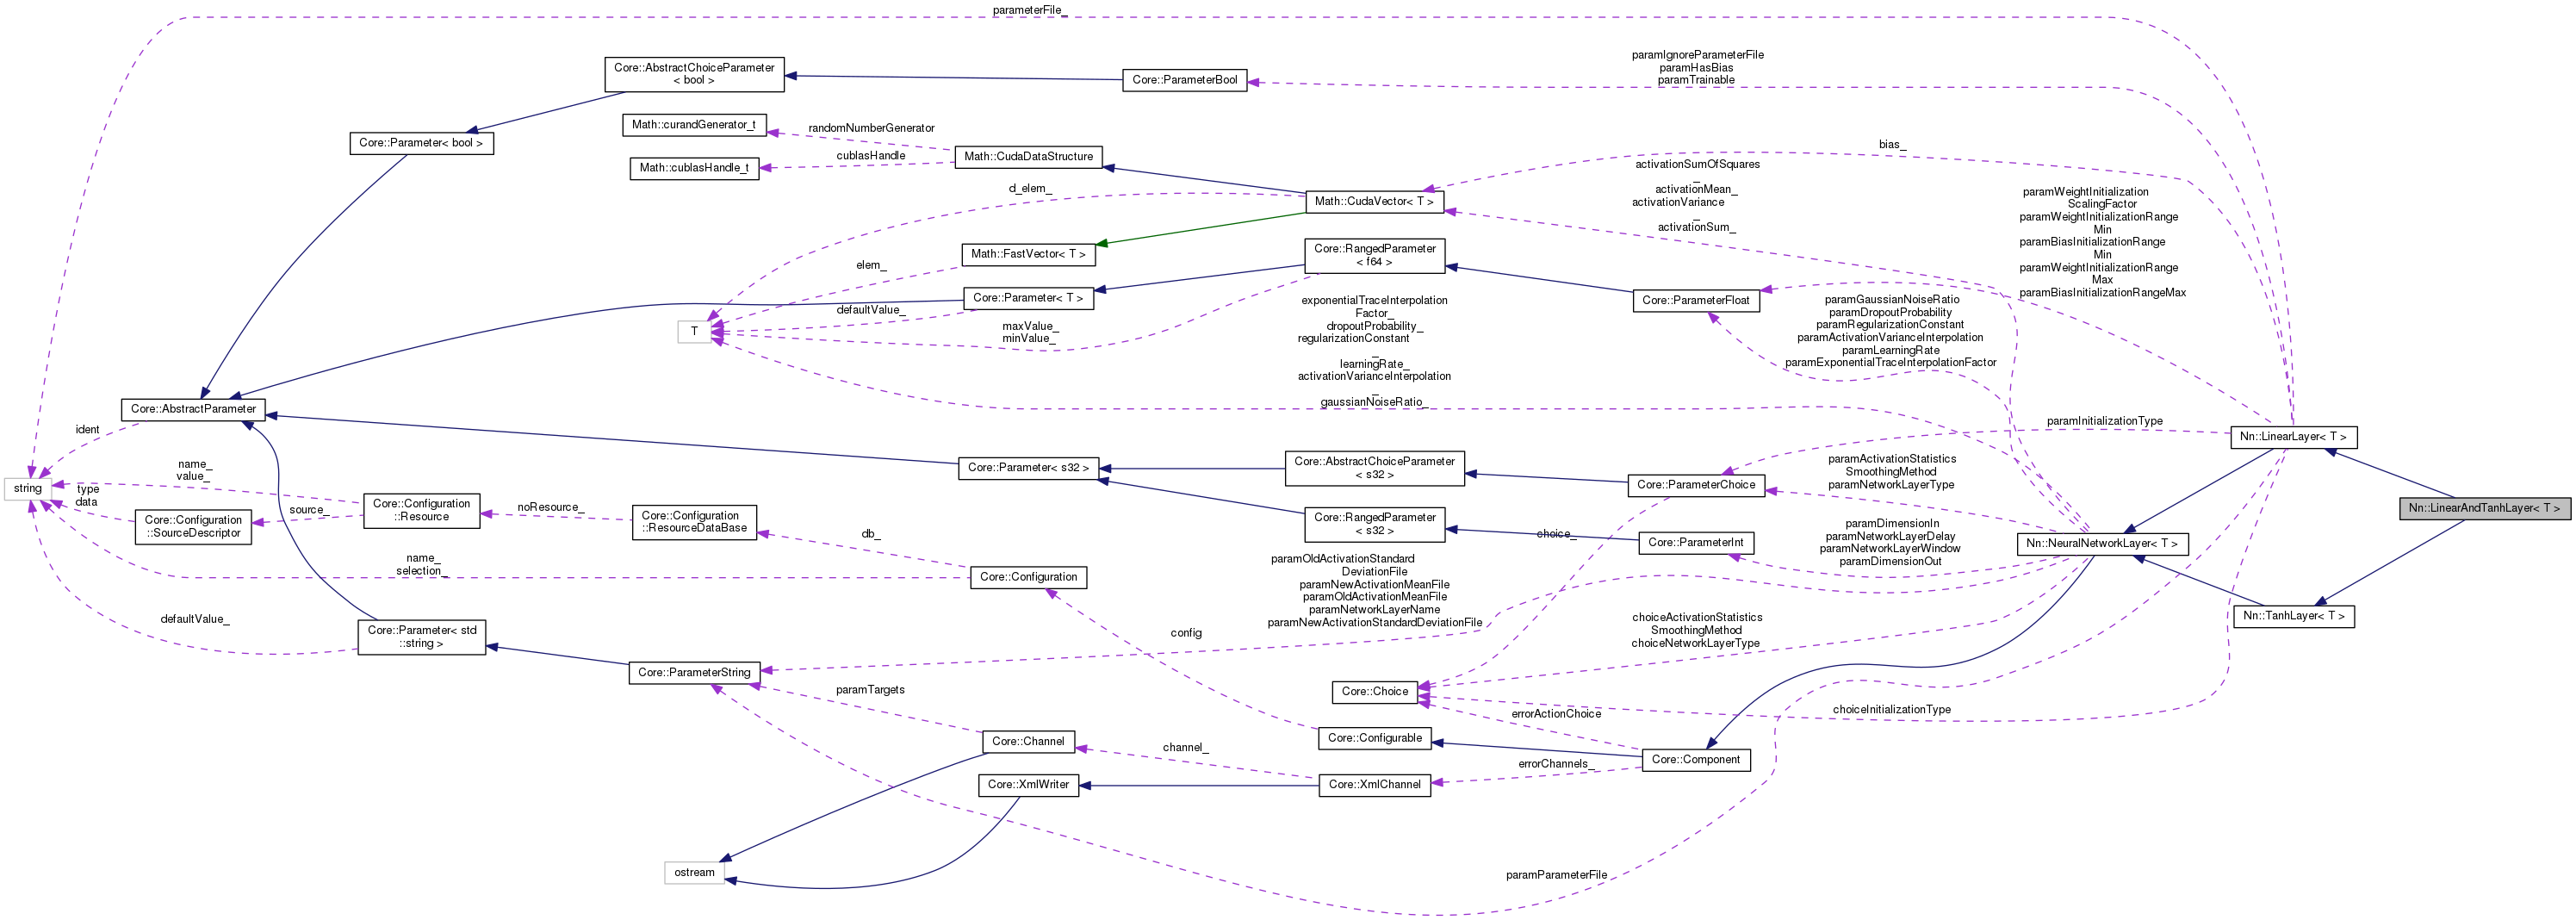 parameterFile_
Core::AbstractChoiceParameter
< bool >
Core::ParameterBool
paramIgnoreParameterFile
paramHasBias
paramTrainable
Math::curandGenerator_t
randomNumberGenerator
Core::Parameter< bool >
Math::cublasHandle_t
cublasHandle
Math::CudaDataStructure
bias_
d_elem_
Math::CudaVector< T >
activationSumOfSquares
_
activationMean_
activationVariance
_
activationSum_
paramWeightInitialization
ScalingFactor
paramWeightInitializationRange
Min
paramBiasInitializationRange
Min
paramWeightInitializationRange
Max
paramBiasInitializationRangeMax
Math::FastVector< T >
elem_
Core::RangedParameter
< f64 >
Core::Parameter< T >
defaultValue_
Core::ParameterFloat
T
maxValue_
minValue_
exponentialTraceInterpolation
Factor_
dropoutProbability_
regularizationConstant
_
learningRate_
activationVarianceInterpolation
_
gaussianNoiseRatio_
paramGaussianNoiseRatio
paramDropoutProbability
paramRegularizationConstant
paramActivationVarianceInterpolation
paramLearningRate
paramExponentialTraceInterpolationFactor
Core::AbstractParameter
ident
paramInitializationType
Nn::LinearLayer< T >
string
name_
value_
type
data
Core::Configuration
::SourceDescriptor
source_
Core::Configuration
::Resource
noResource_
Core::Configuration
::ResourceDataBase
Core::Parameter< s32 >
Core::AbstractChoiceParameter
< s32 >
Core::ParameterChoice
paramActivationStatistics
SmoothingMethod
paramNetworkLayerType
Nn::LinearAndTanhLayer< T >
Core::RangedParameter
< s32 >
choice_
Core::ParameterInt
paramDimensionIn
paramNetworkLayerDelay
paramNetworkLayerWindow
paramDimensionOut
Nn::NeuralNetworkLayer< T >
db_
name_
selection_
Core::Configuration
paramOldActivationStandard
DeviationFile
paramNewActivationMeanFile
paramOldActivationMeanFile
paramNetworkLayerName
paramNewActivationStandardDeviationFile
Nn::TanhLayer< T >
defaultValue_
Core::Parameter< std
::string >
config
choiceActivationStatistics
SmoothingMethod
choiceNetworkLayerType
Core::ParameterString
paramTargets
Core::Choice
choiceInitializationType
errorActionChoice
Core::Channel
channel_
Core::Configurable
Core::Component
errorChannels_
Core::XmlWriter
Core::XmlChannel
ostream
paramParameterFile